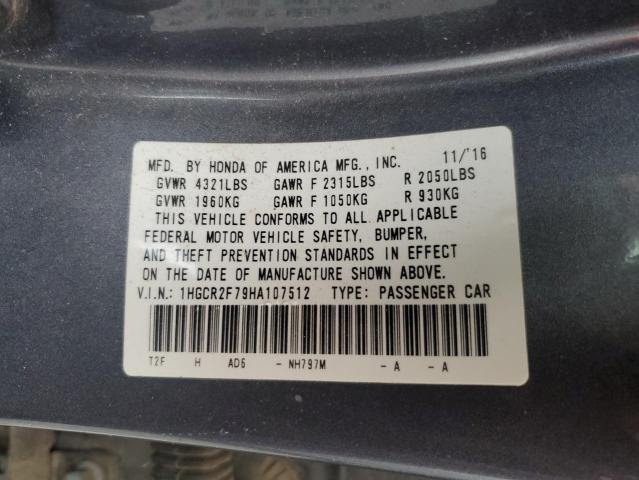 MFD. BY HONDA OF AMERICA MFG., INC. 11/'16
GVWR 4321LBS GAWR F 2315LBS R 2050LBS
GVWR 1960KG GAWR F 1050KG R 930KG
THIS VEHICLE CONFORMS TO ALL APPLICABLE
FEDERAL MOTOR VEHICLE SAFETY, BUMPER,
AND THEFT PREVENTION STANDARDS IN EFFECT
ON THE DATE OF MANUFACTURE SHOWN ABOVE.
V.I.N.: 1HGCR2F79HA107512 TYPE: PASSENGER CAR
T2F H AD6 - NH797M - A - A